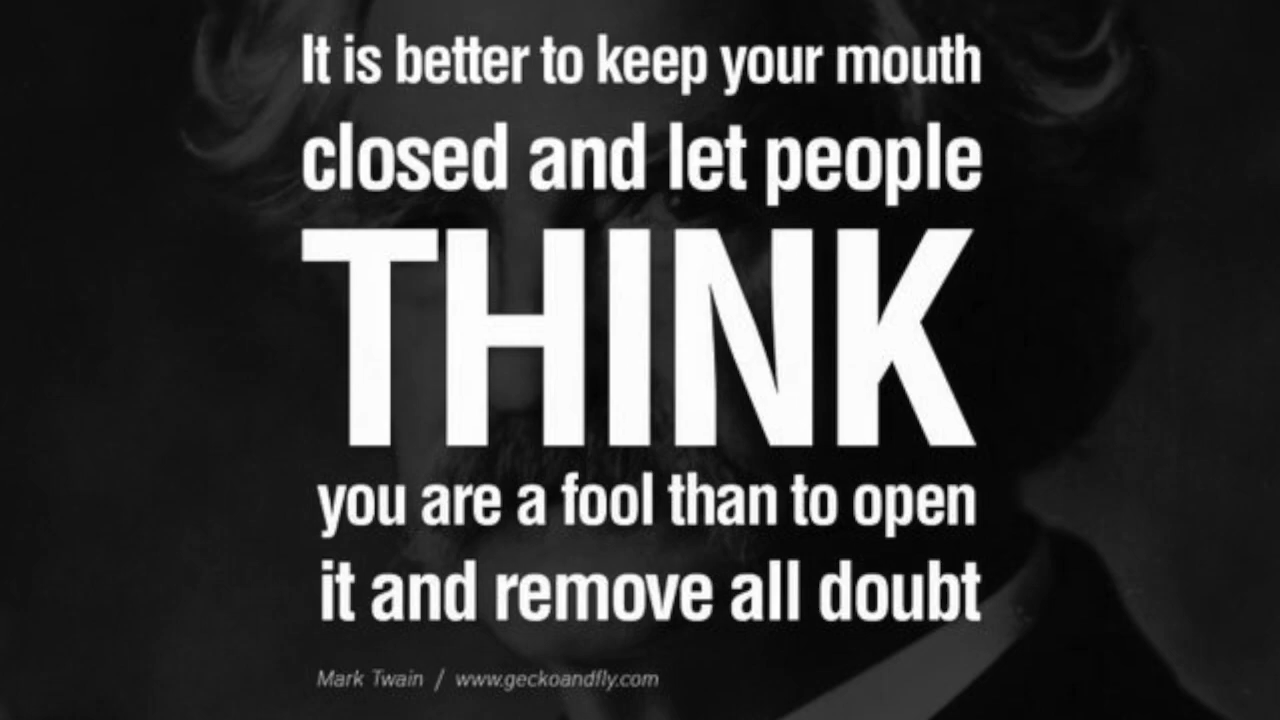 It is better to keep your mouth
closed and let people
THINK
you are a fool than to open
it and remove all doubt
Mark Twain / www.geckoandfly.com